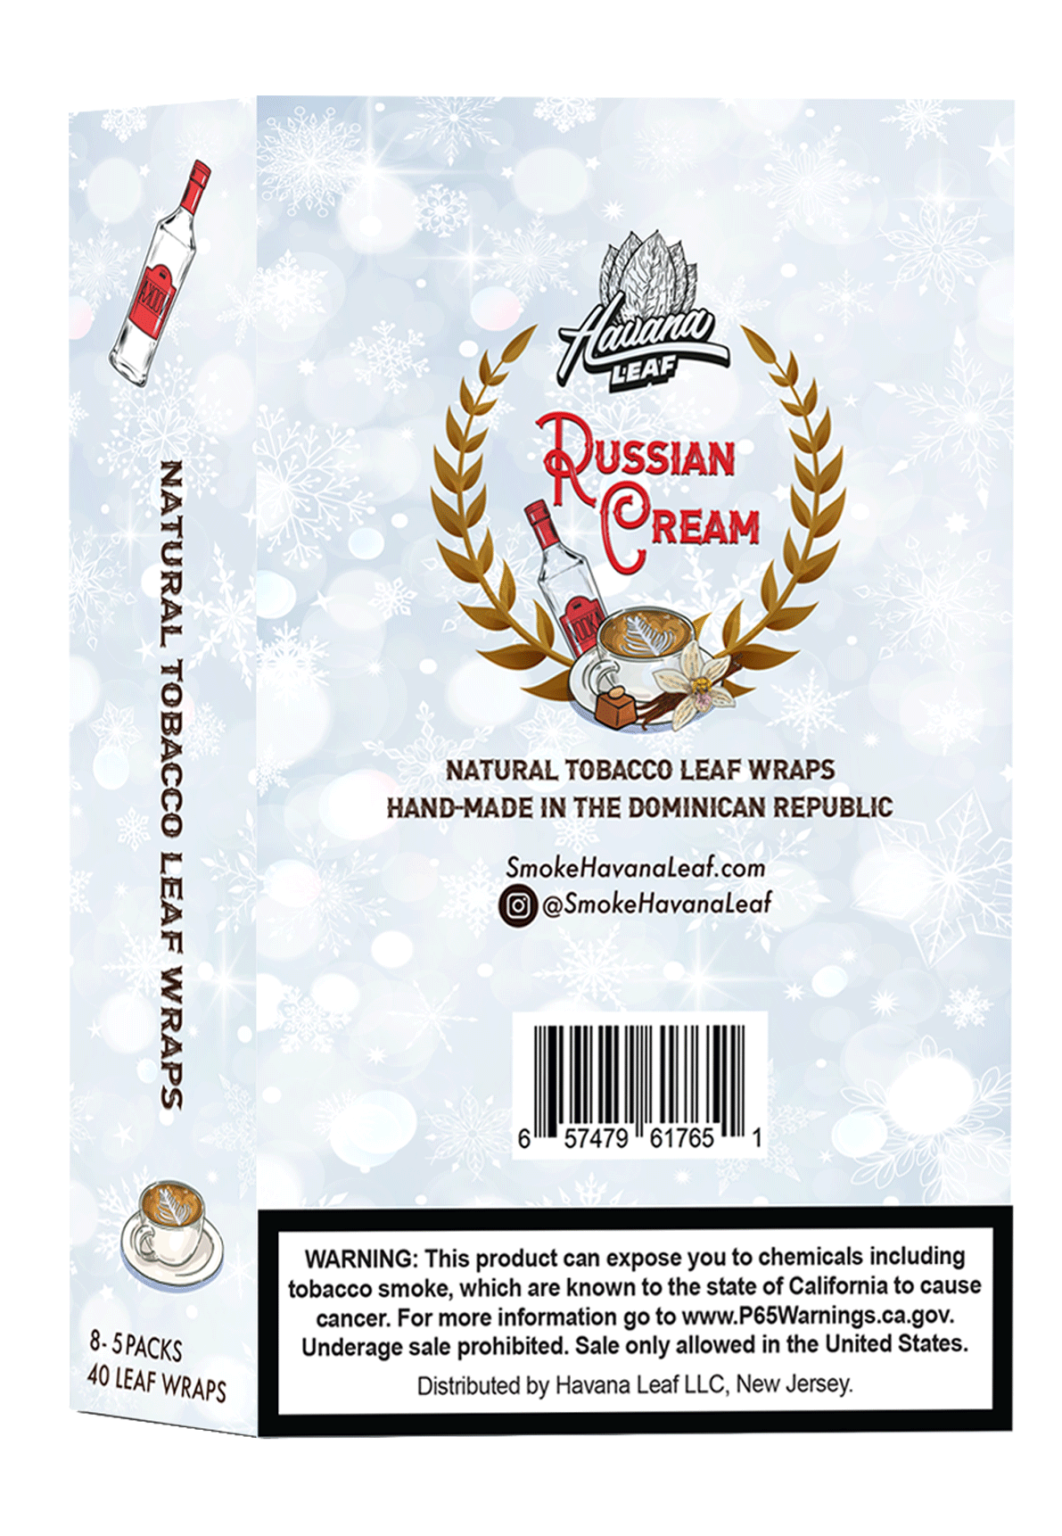 NATURAL TOBACCO LEAF WRAPS
8- 5 PACKS
40 LEAF WRAPS
Havana
LEAF
RUSSIAN
CREAM
NATURAL TOBACCO LEAF WRAPS
HAND-MADE IN THE DOMINICAN REPUBLIC
SmokeHavanaLeaf.com
@SmokeHavanaLeaf
6 57479 61765 1
WARNING: This product can expose you to chemicals including
tobacco smoke, which are known to the state of California to cause
cancer. For more information go to www.P65Warnings.ca.gov.
Underage sale prohibited. Sale only allowed in the United States.
Distributed by Havana Leaf LLC, New Jersey.